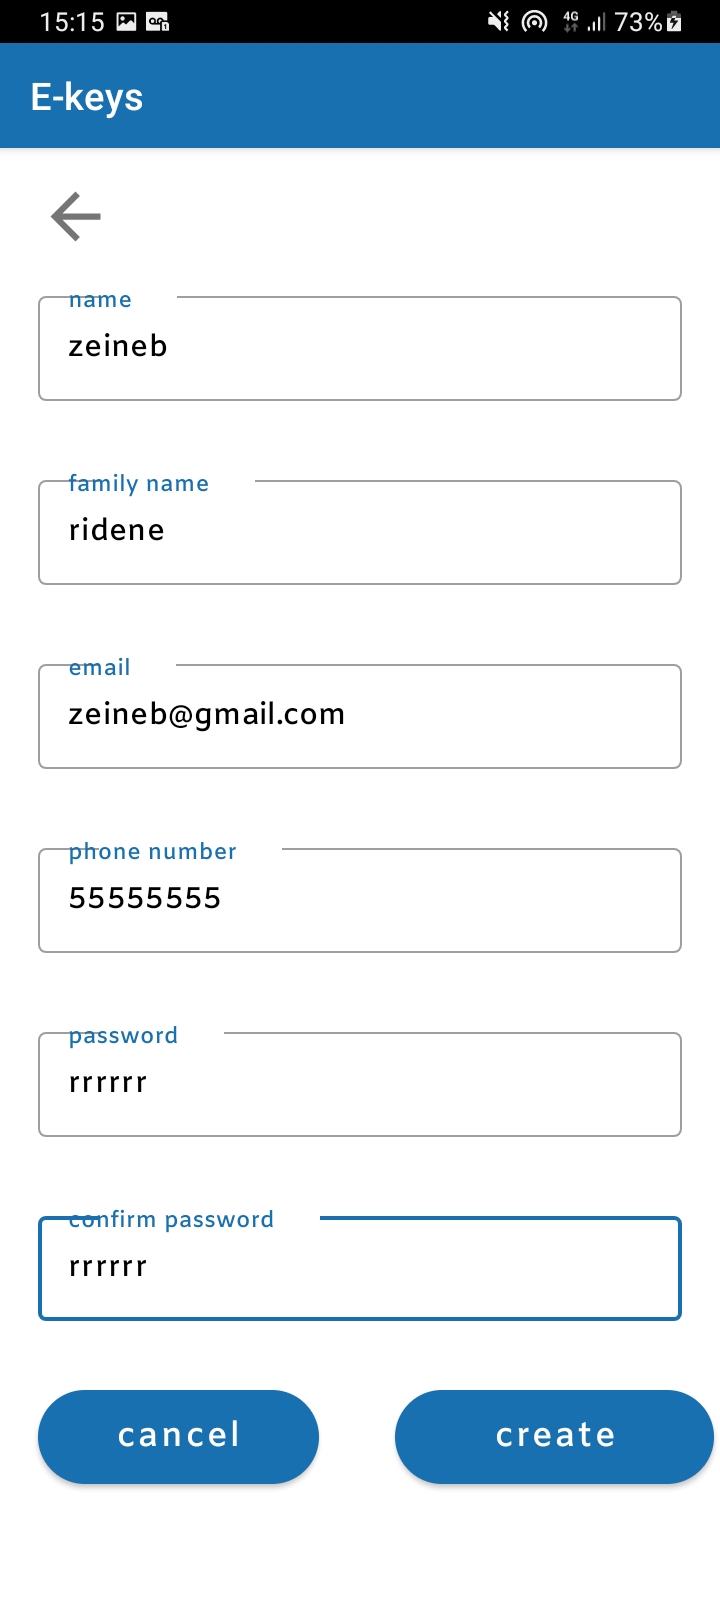 15:15 4G 73%
E-keys
name
zeineb
family name
ridene
email
zeineb@gmail.com
phone number
55555555
password
rrrrrr
confirm password
rrrrrr
cancel create